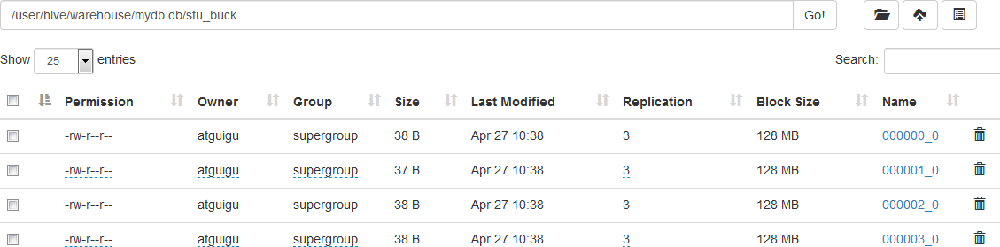 /user/hive/warehouse/mydb.db/stu_buck Go!
Show 25 entries Search:
Permission Owner Group Size Last Modified Replication Block Size Name
-rw-r--r-- atguigu supergroup 38 B Apr 27 10:38 3 128 MB 000000_0
-rw-r--r-- atguigu supergroup 37 B Apr 27 10:38 3 128 MB 000001_0
-rw-r--r-- atguigu supergroup 38 B Apr 27 10:38 3 128 MB 000002_0
-rw-r--r-- atguigu supergroup 38 B Apr 27 10:38 3 128 MB 000003_0